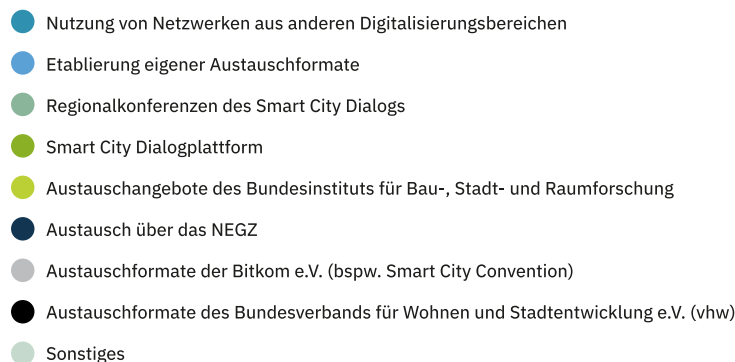 Nutzung von Netzwerken aus anderen Digitalisierungsbereichen
Etablierung eigener Austauschformate
Regionalkonferenzen des Smart City Dialogs
Smart City Dialogplattform
Austauschangebote des Bundesinstituts für Bau-, Stadt- und Raumforschung
Austausch über das NEGZ
Austauschformate der Bitkom e.V. (bspw. Smart City Convention)
Austauschformate des Bundesverbands für Wohnen und Stadtentwicklung e.V. (vhw)
Sonstiges